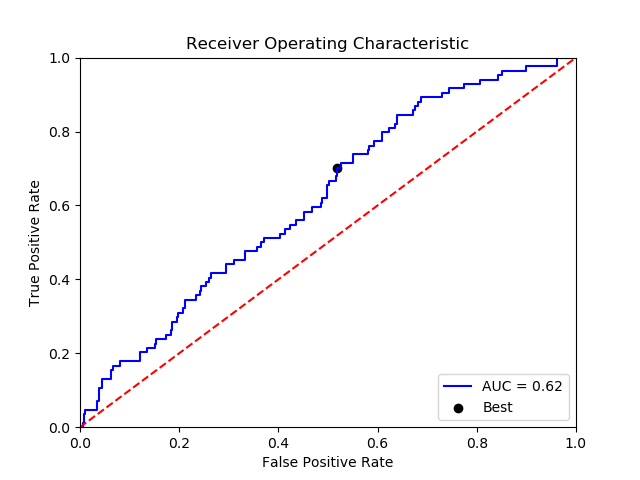 Receiver Operating Characteristic
True Positive Rate
1.0
0.8
0.6
0.4
0.2
0.0
0.0 0.2 0.4 0.6 0.8 1.0
False Positive Rate
AUC = 0.62
Best